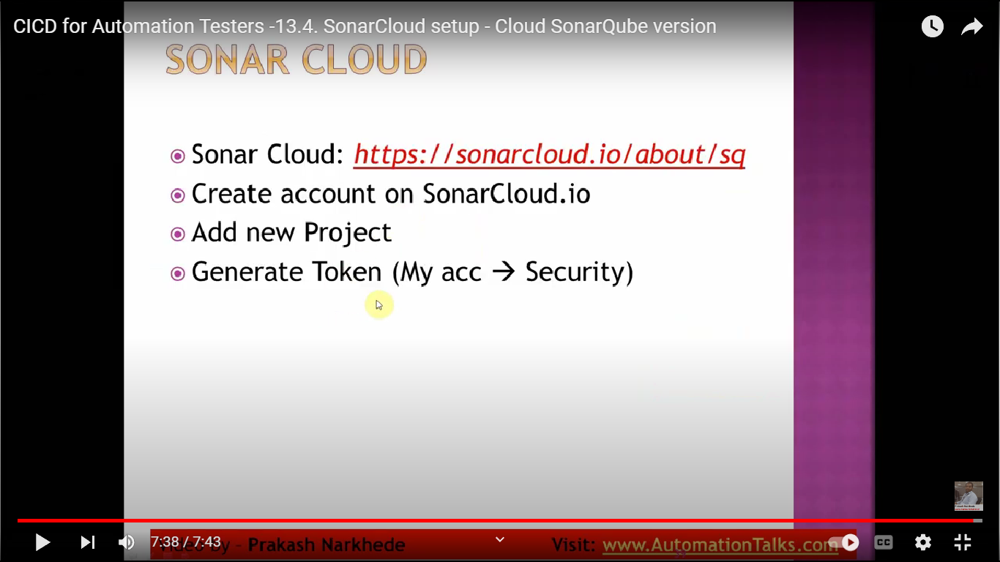 CICD for Automation Testers -13.4. SonarCloud setup - Cloud SonarQube version
SONAR CLOUD
Sonar Cloud: https://sonarcloud.io/about/sq
Create account on SonarCloud.io
Add new Project
Generate Token (My acc → Security)
7:38 / 7:43
Video by - Prakash Narkhede
Visit: www.AutomationTalks.com
CC